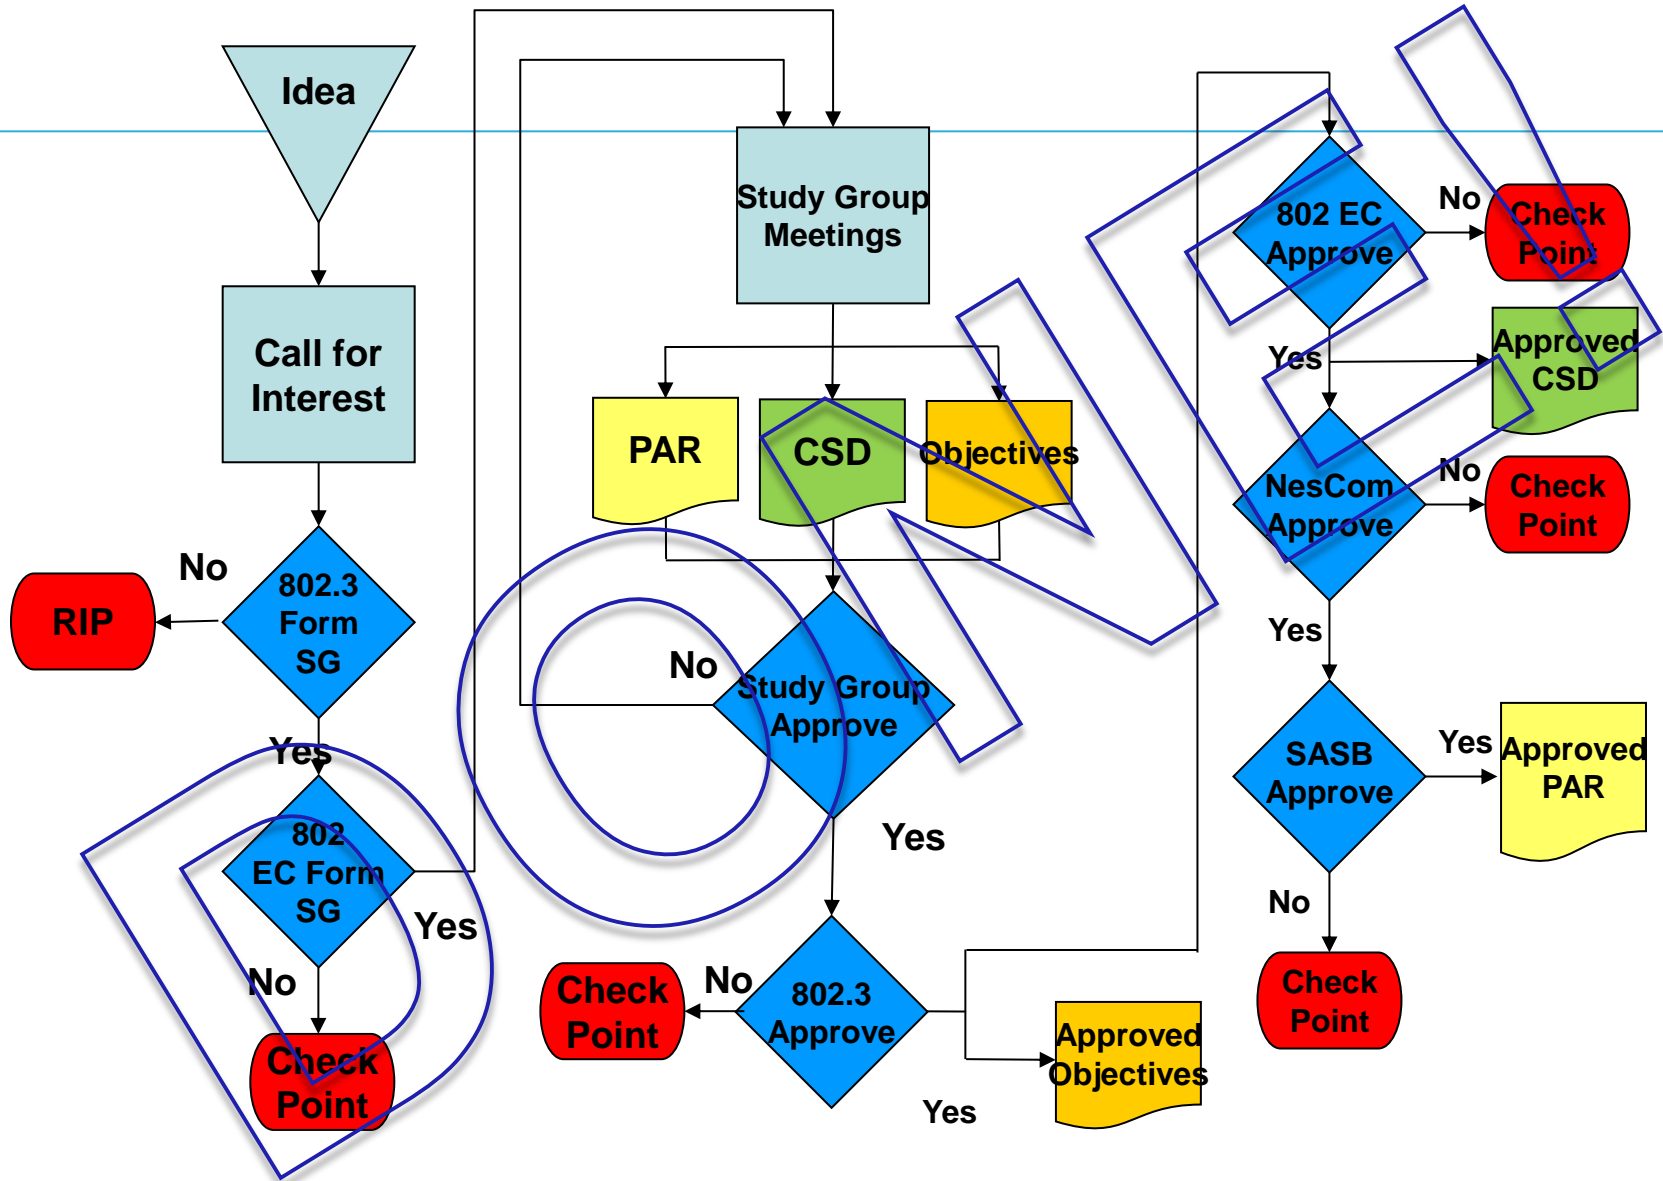 Idea
Call for
Interest
No
802.3
Form
SG
RIP
Yes
802
EC Form
SG
Yes
No
Check
Point
Study Group
Meetings
PAR
CSD
Objectives
No
Study Group
Approve
Yes
No
802.3
Approve
Check
Point
Yes
Approved
Objectives
802 EC
Approve
No
Check
Point
Yes
Approved
CSD
NesCom
Approve
No
Check
Point
Yes
SASB
Approve
Yes
Approved
PAR
No
Check
Point
DONE!